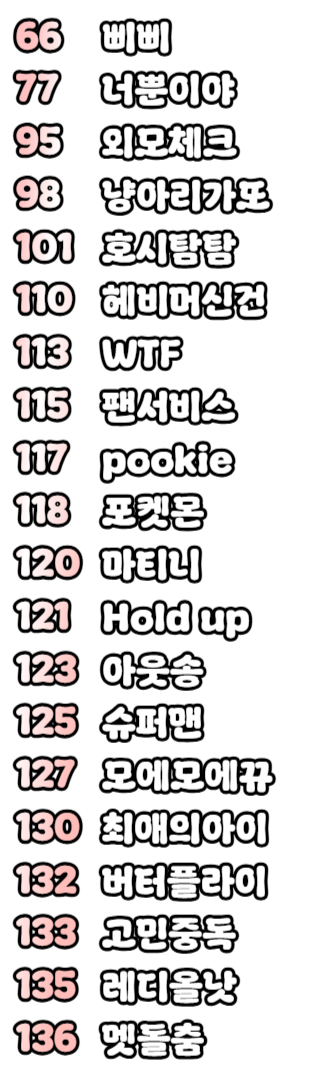 66 삐삐
77 너뿐이야
95 외모체크
98 냥아리가또
101 호시탐탐
110 헤비머신건
113 WTF
115 팬서비스
117 pookie
118 포켓몬
120 마티니
121 Hold up
123 아웃송
125 슈퍼맨
127 모에모에뀨
130 최애의아이
132 버터플라이
133 고민중독
135 레디올낫
136 멧돌춤